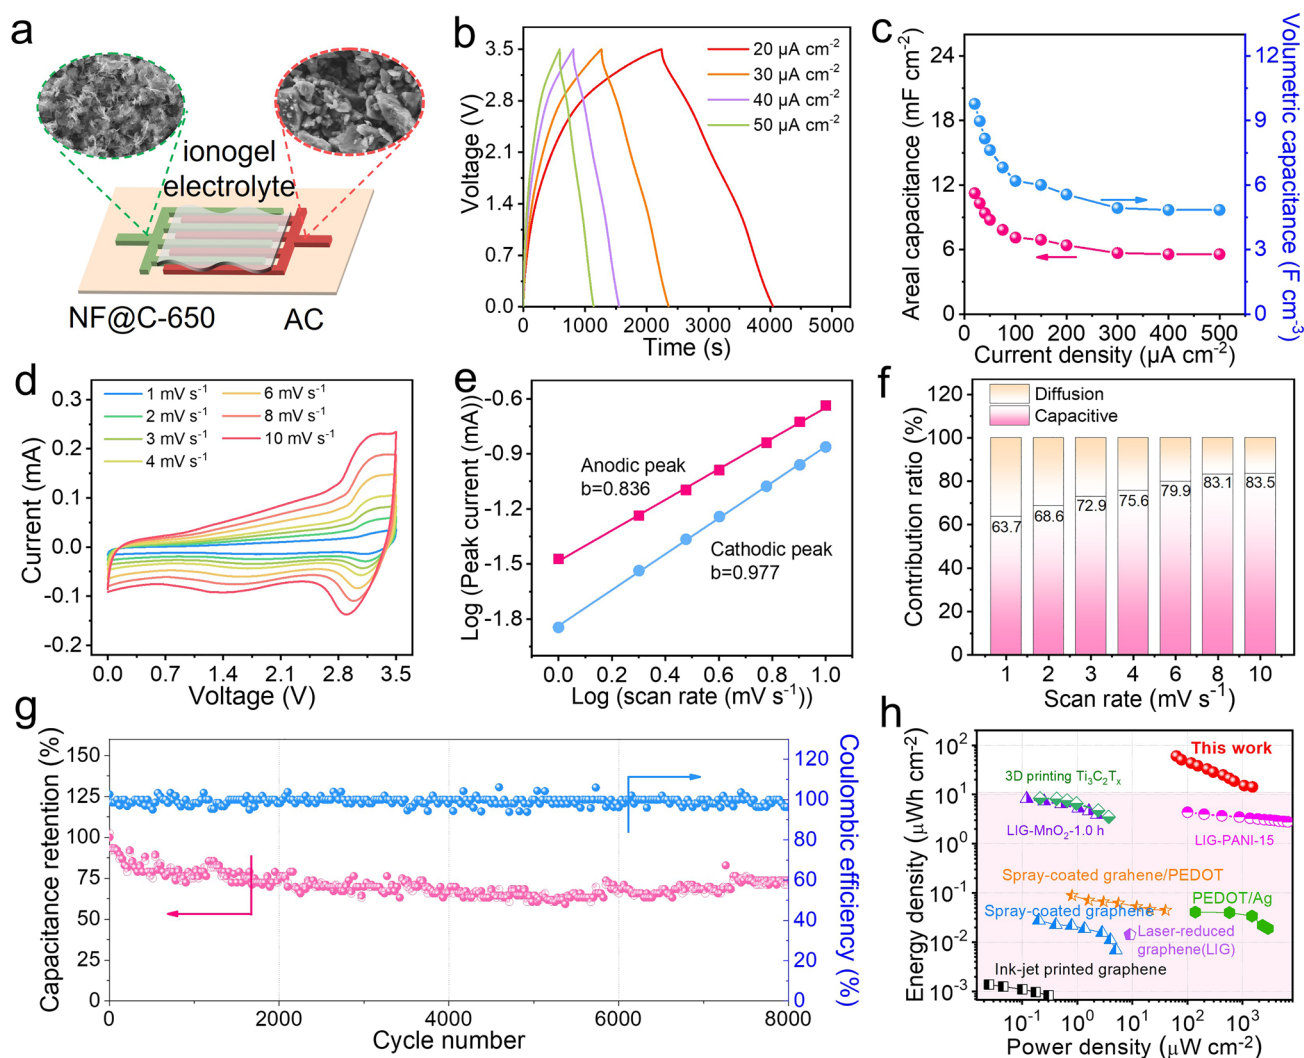 a
ionogel
electrolyte
NF@C-650
AC
b
3.5
2.8
2.1
1.4
0.7
0.0
Voltage (V)
20 μA cm-2
30 μA cm-2
40 μA cm-2
50 μA cm-2
0 1000 2000 3000 4000 5000
Time (s)
c
24
18
12
6
0
Areal capacitance (mF cm-2)
12
9
6
3
0
Volumetric capacitance (F cm-3)
0 100 200 300 400 500
Current density (μA cm-2)
d
0.3
0.2
0.1
0.0
-0.1
-0.2
Current (mA)
1 mV s-1
2 mV s-1
3 mV s-1
4 mV s-1
6 mV s-1
8 mV s-1
10 mV s-1
0.0 0.7 1.4 2.1 2.8 3.5
Voltage (V)
e
-0.6
-0.9
-1.2
-1.5
-1.8
Log (Peak current (mA))
Anodic peak
b=0.836
Cathodic peak
b=0.977
0.0 0.2 0.4 0.6 0.8 1.0
Log (scan rate (mV s-1))
f
120
100
80
60
40
20
0
Contribution ratio (%)
Diffusion
Capacitive
63.7 68.6 72.9 75.6 79.9 83.1 83.5
1 2 3 4 6 8 10
Scan rate (mV s-1)
g
150
125
100
75
50
25
0
Capacitance retention (%)
120
100
80
60
40
20
0
Coulombic efficiency (%)
0 2000 4000 6000 8000
Cycle number
h
10^2
10^1
10^0
10^-1
10^-2
10^-3
Energy density (μWh cm-2)
This work
3D printing Ti3C2Tx
LIG-MnO2-1.0 h
LIG-PANI-15
Spray-coated grahene/PEDOT
PEDOT/Ag
Spray-coated graphene
Laser-reduced
graphene(LIG)
Ink-jet printed graphene
10^-1 10^0 10^1 10^2 10^3
Power density (μW cm-2)